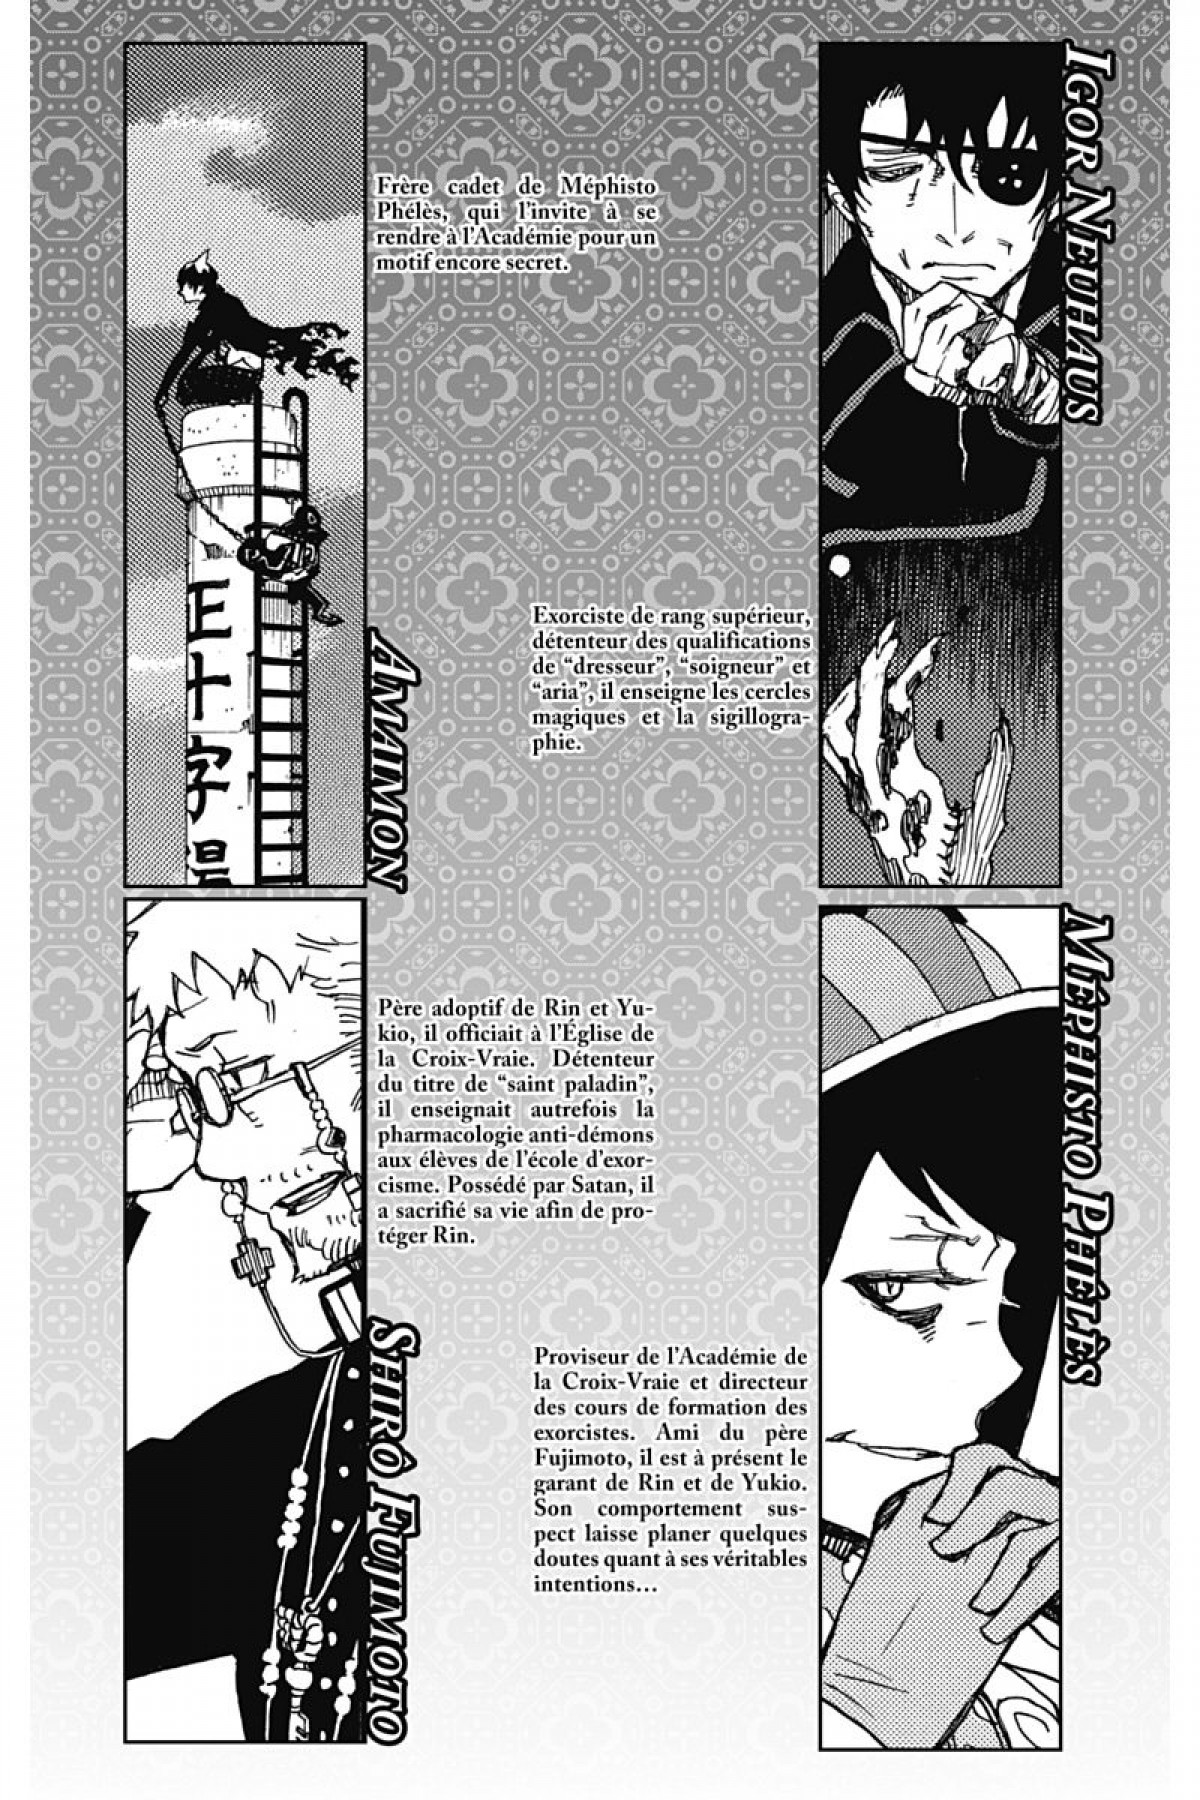 IGOR NEUHAUS
Exorciste de rang supérieur,
détenteur des qualifications
de “dresseur”, “soigneur” et
“aria”, il enseigne les cercles
magiques et la sigillogra-
phie.
MÉPHISTO PHÉLÈS
Proviseur de l’Académie de
la Croix-Vraie et directeur
des cours de formation des
exorcistes. Ami du père
Fujimoto, il est à présent le
garant de Rin et de Yukio.
Son comportement sus-
pect laisse planer quelques
doutes quant à ses véritables
intentions…
AMAIMON
Frère cadet de Méphisto
Phélès, qui l’invite à se
rendre à l’Académie pour un
motif encore secret.
正十字
SHIRÔ FUJIMOTO
Père adoptif de Rin et Yu-
kio, il officiait à l’Église de
la Croix-Vraie. Détenteur
du titre de “saint paladin”,
il enseignait autrefois la
pharmacologie anti-démons
aux élèves de l’école d’exor-
cisme. Possédé par Satan, il
a sacrifié sa vie afin de pro-
téger Rin.